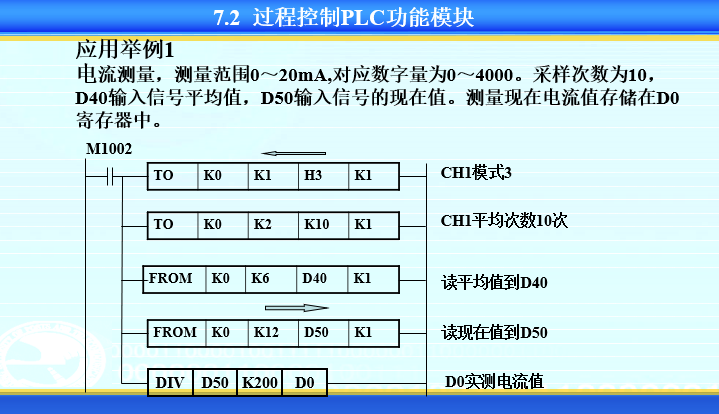 7.2 过程控制PLC功能模块
应用举例1
电流测量，测量范围0～20mA,对应数字量为0～4000。采样次数为10，
D40输入信号平均值，D50输入信号的现在值。测量现在电流值存储在D0
寄存器中。
M1002
TO K0 K1 H3 K1 CH1模式3
TO K0 K2 K10 K1 CH1平均次数10次
FROM K0 K6 D40 K1 读平均值到D40
FROM K0 K12 D50 K1 读现在值到D50
DIV D50 K200 D0 D0实测电流值